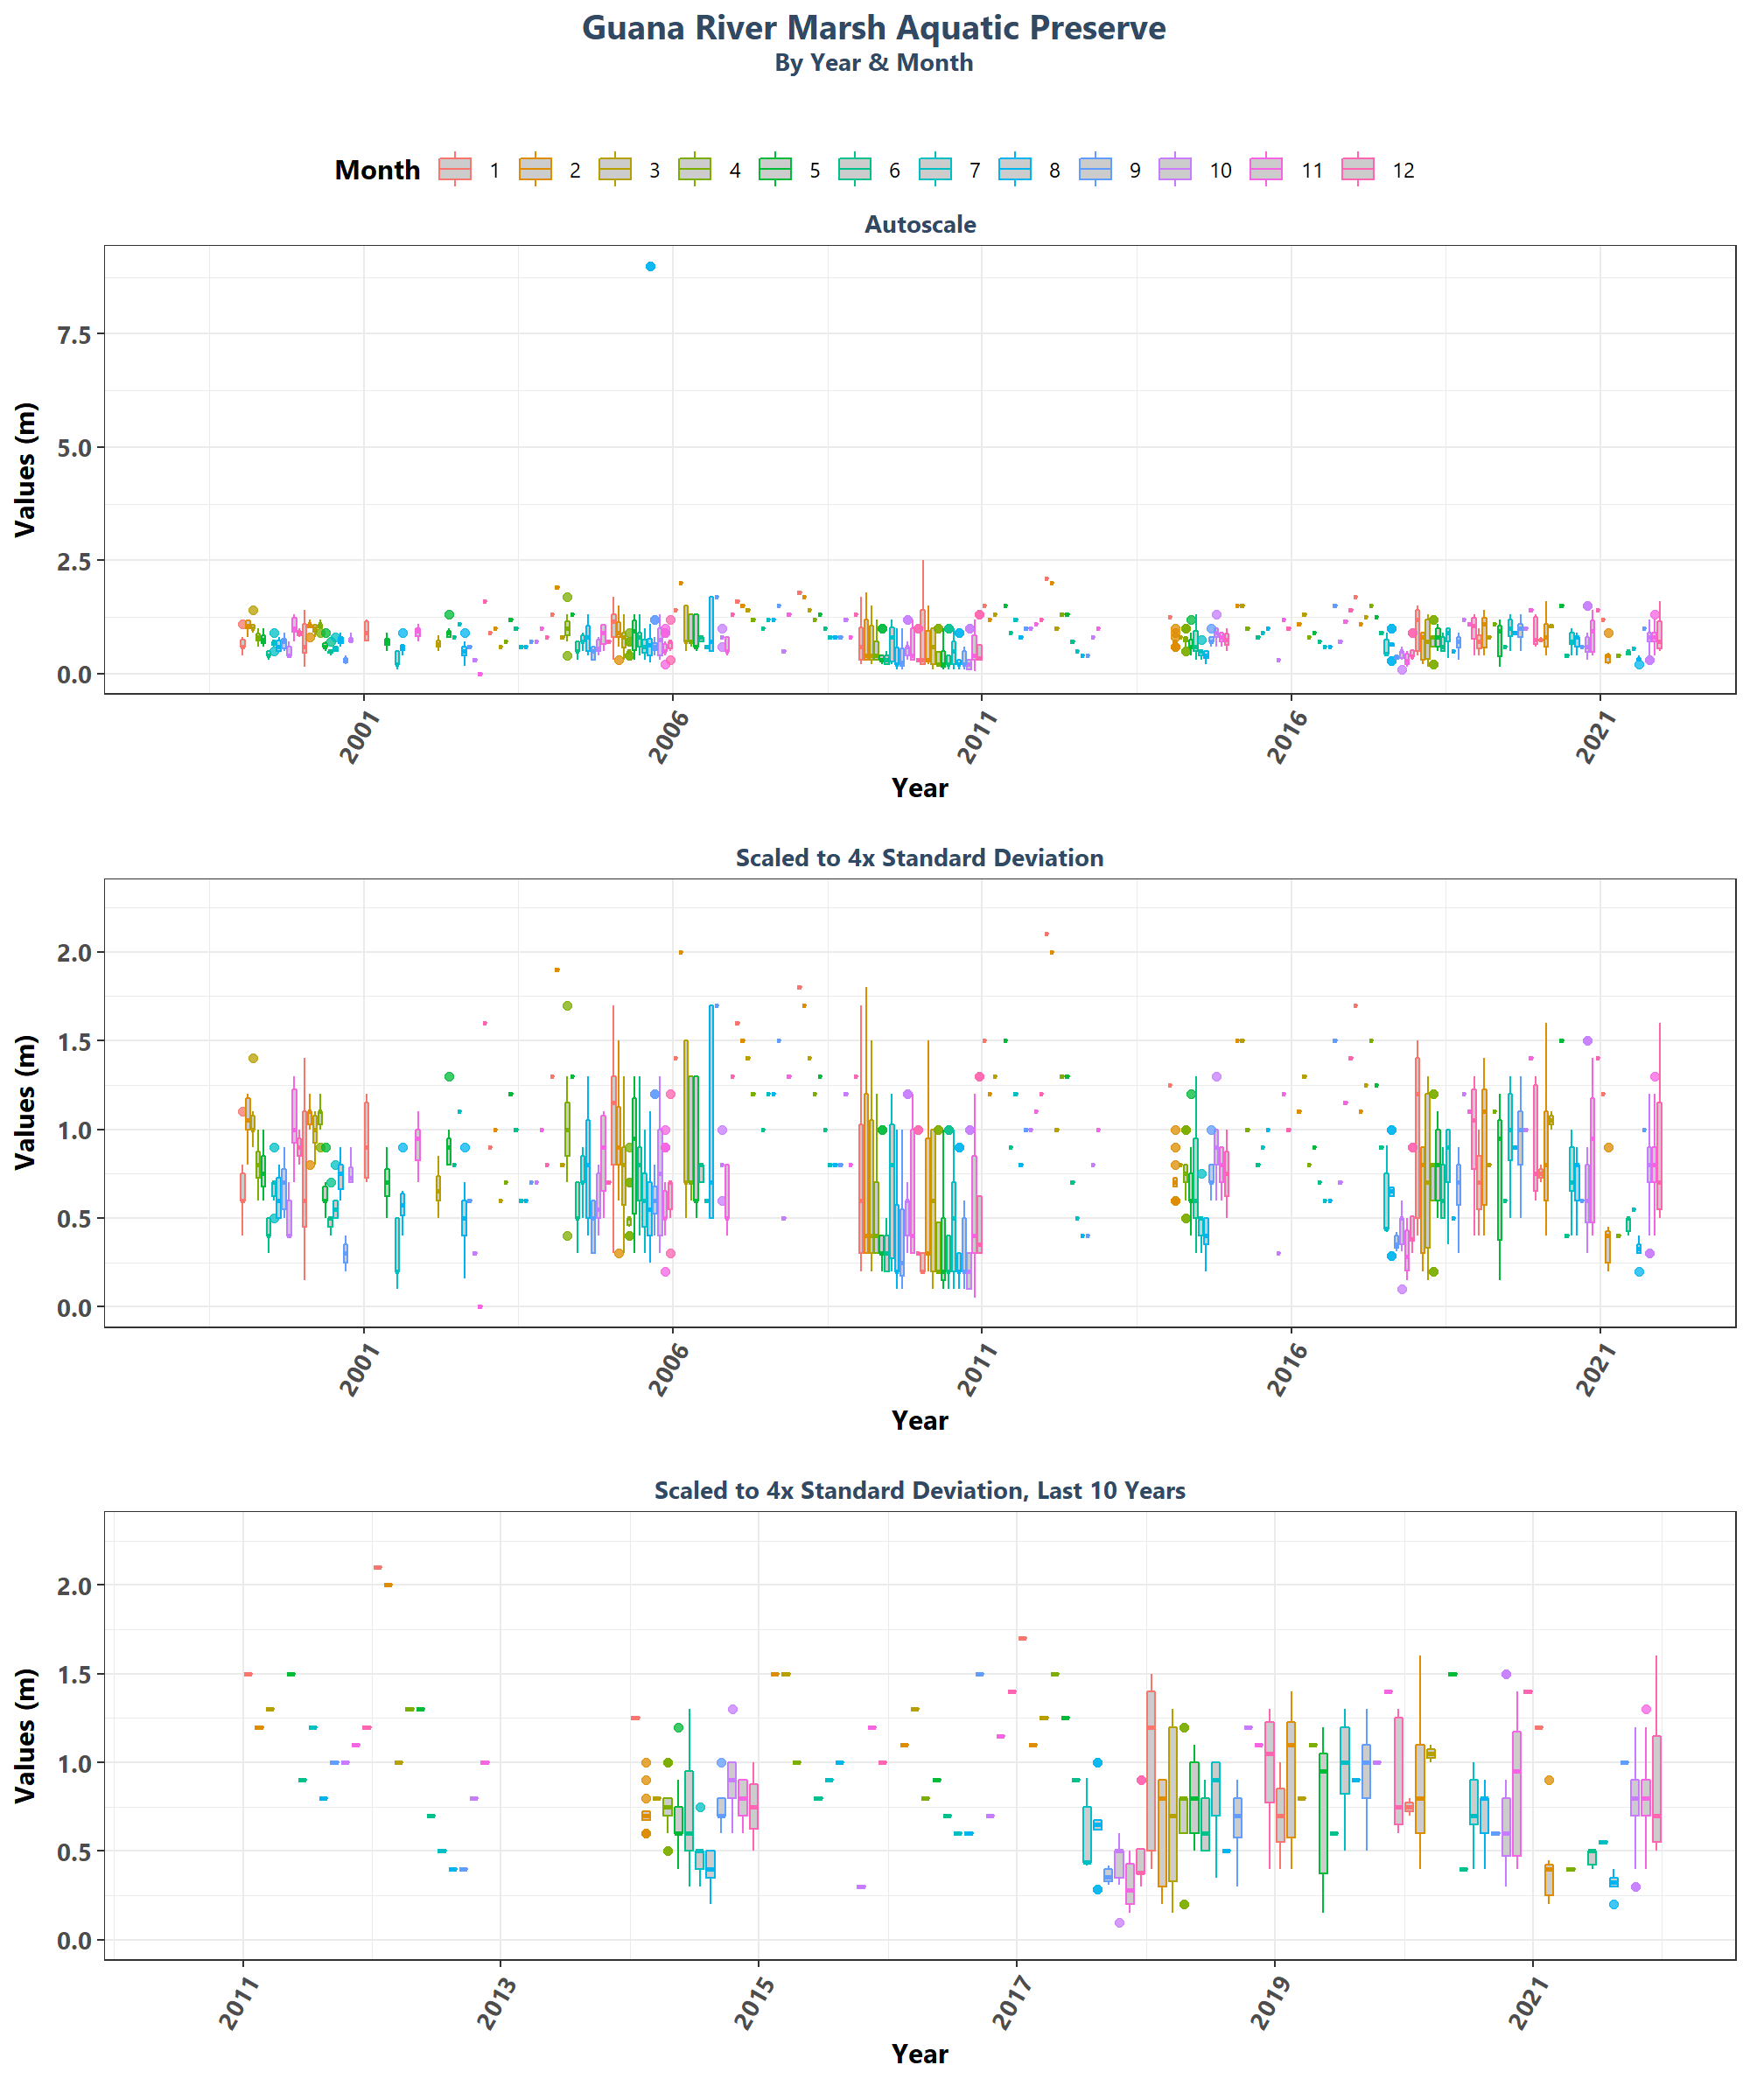 Guana River Marsh Aquatic Preserve
By Year & Month
Month 1 2 3 4 5 6 7 8 9 10 11 12
Autoscale
7.5
5.0
2.5
0.0
Values (m)
2001 2006 2011 2016 2021
Year
Scaled to 4x Standard Deviation
2.0
1.5
1.0
0.5
0.0
Values (m)
2001 2006 2011 2016 2021
Year
Scaled to 4x Standard Deviation, Last 10 Years
2.0
1.5
1.0
0.5
0.0
Values (m)
2011 2013 2015 2017 2019 2021
Year